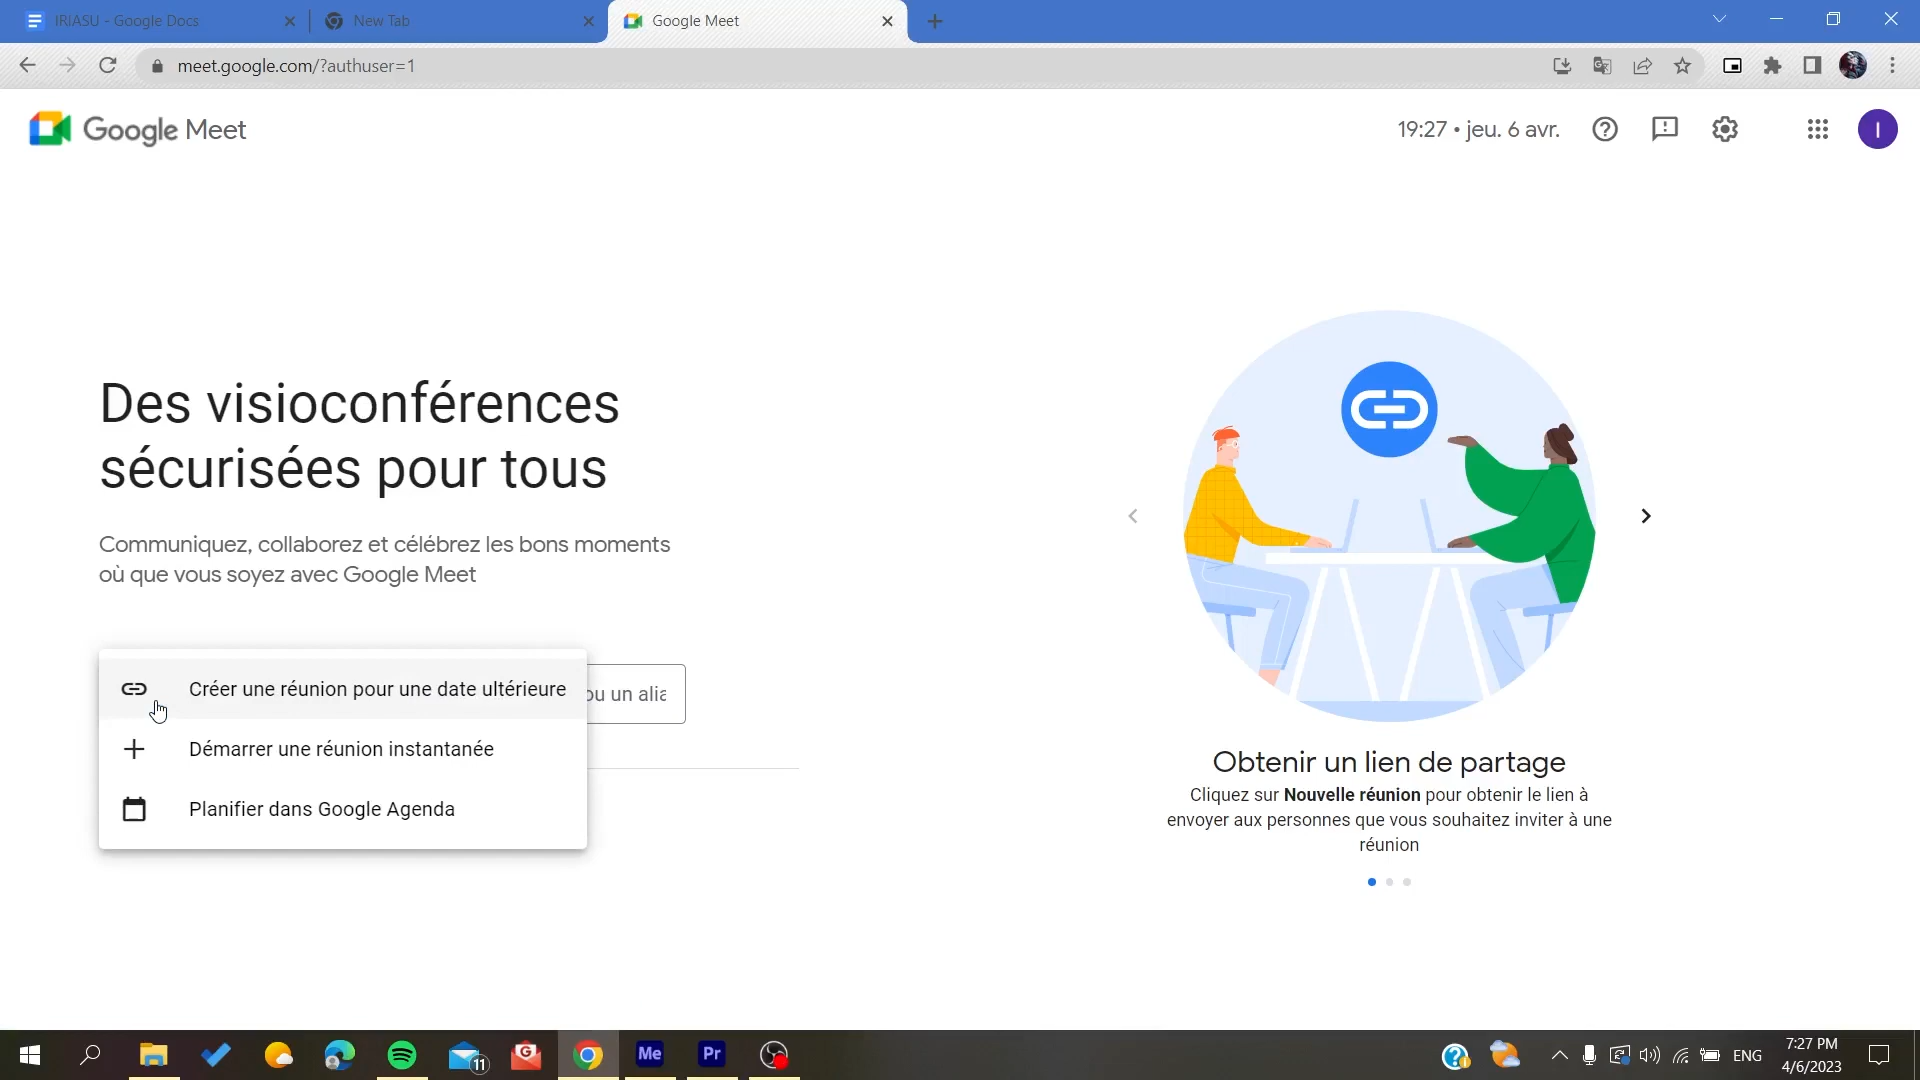 IRIASU - Google Docs
New Tab
Google Meet
meet.google.com/?authuser=1
Google Meet
19:27 • jeu. 6 avr.
I
Des visioconférences
sécurisées pour tous
Communiquez, collaborez et célébrez les bons moments
où que vous soyez avec Google Meet
Créer une réunion pour une date ultérieure
ou un alia
Démarrer une réunion instantanée
Planifier dans Google Agenda
Obtenir un lien de partage
Cliquez sur Nouvelle réunion pour obtenir le lien à
envoyer aux personnes que vous souhaitez inviter à une
réunion
11
Me
Pr
ENG
7:27 PM
4/6/2023